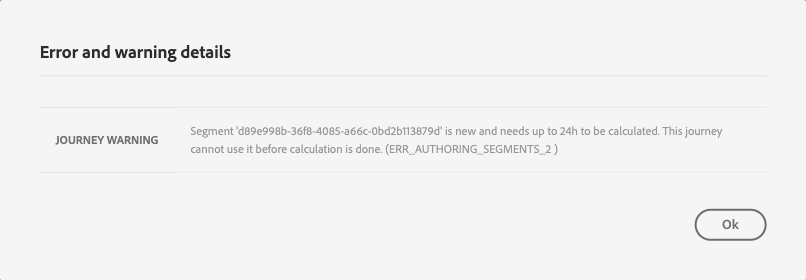 Error and warning details
JOURNEY WARNING
Segment 'd89e998b-36f8-4085-a66c-0bd2b113879d' is new and needs up to 24h to be calculated. This journey
cannot use it before calculation is done. (ERR_AUTHORING_SEGMENTS_2 )
Ok